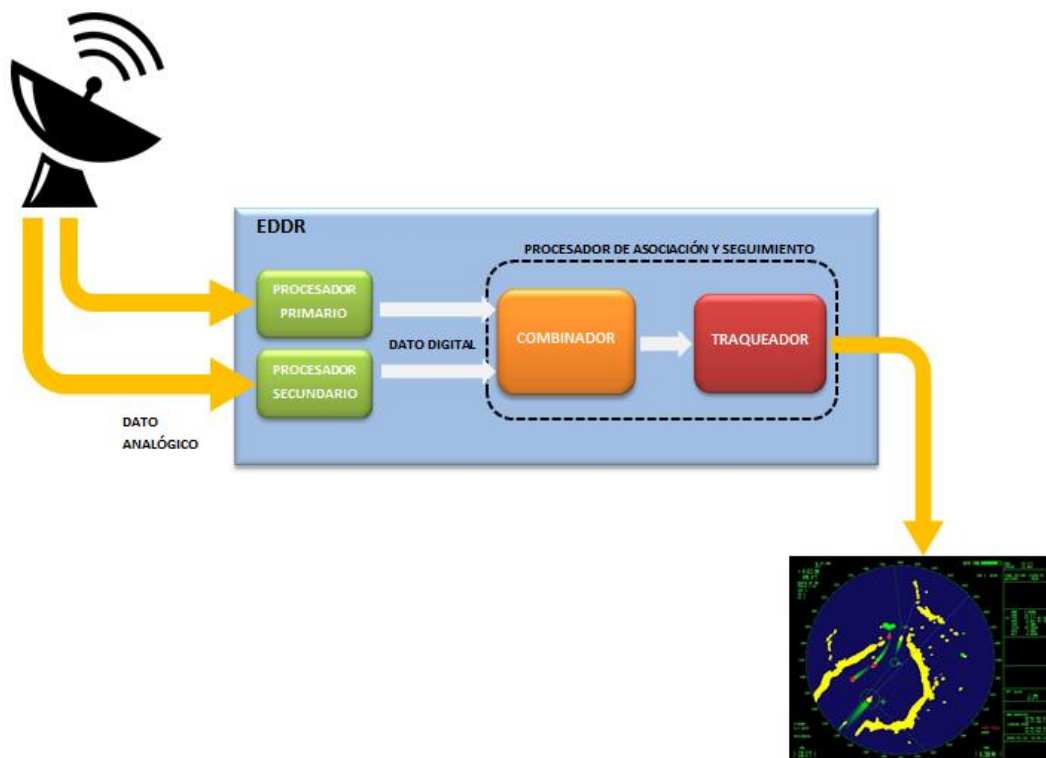 EDDR
PROCESADOR DE ASOCIACIÓN Y SEGUIMIENTO
PROCESADOR
PRIMARIO
DATO DIGITAL
PROCESADOR
SECUNDARIO
COMBINADOR
TRAQUEADOR
DATO
ANALÓGICO